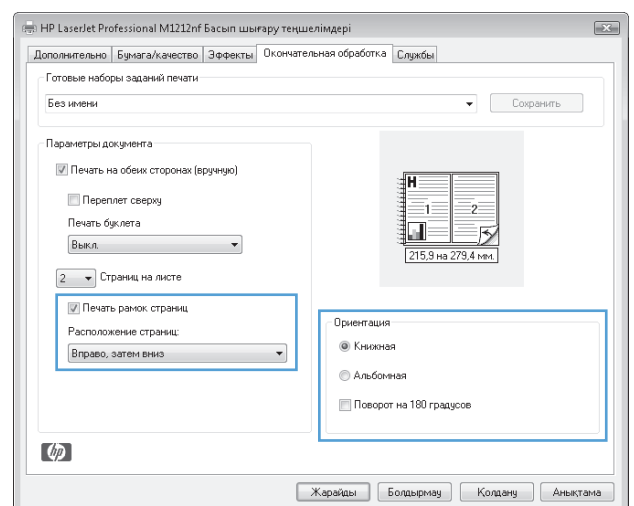 HP LaserJet Professional M1212nf Басып шығару теңшелімдері
Дополнительно Бумага/качество Эффекты Окончательная обработка Службы
Готовые наборы заданий печати
Без имени
Сохранить
Параметры документа
Печать на обеих сторонах (вручную)
Переплет сверху
Печать буклета
Выкл.
2 Страниц на листе
Печать рамок страниц
Расположение страниц:
Вправо, затем вниз
H
1 2
215,9 на 279,4 мм.
Ориентация
Книжная
Альбомная
Поворот на 180 градусов
hp
Жарайды Болдырмау Қолдану Анықтама